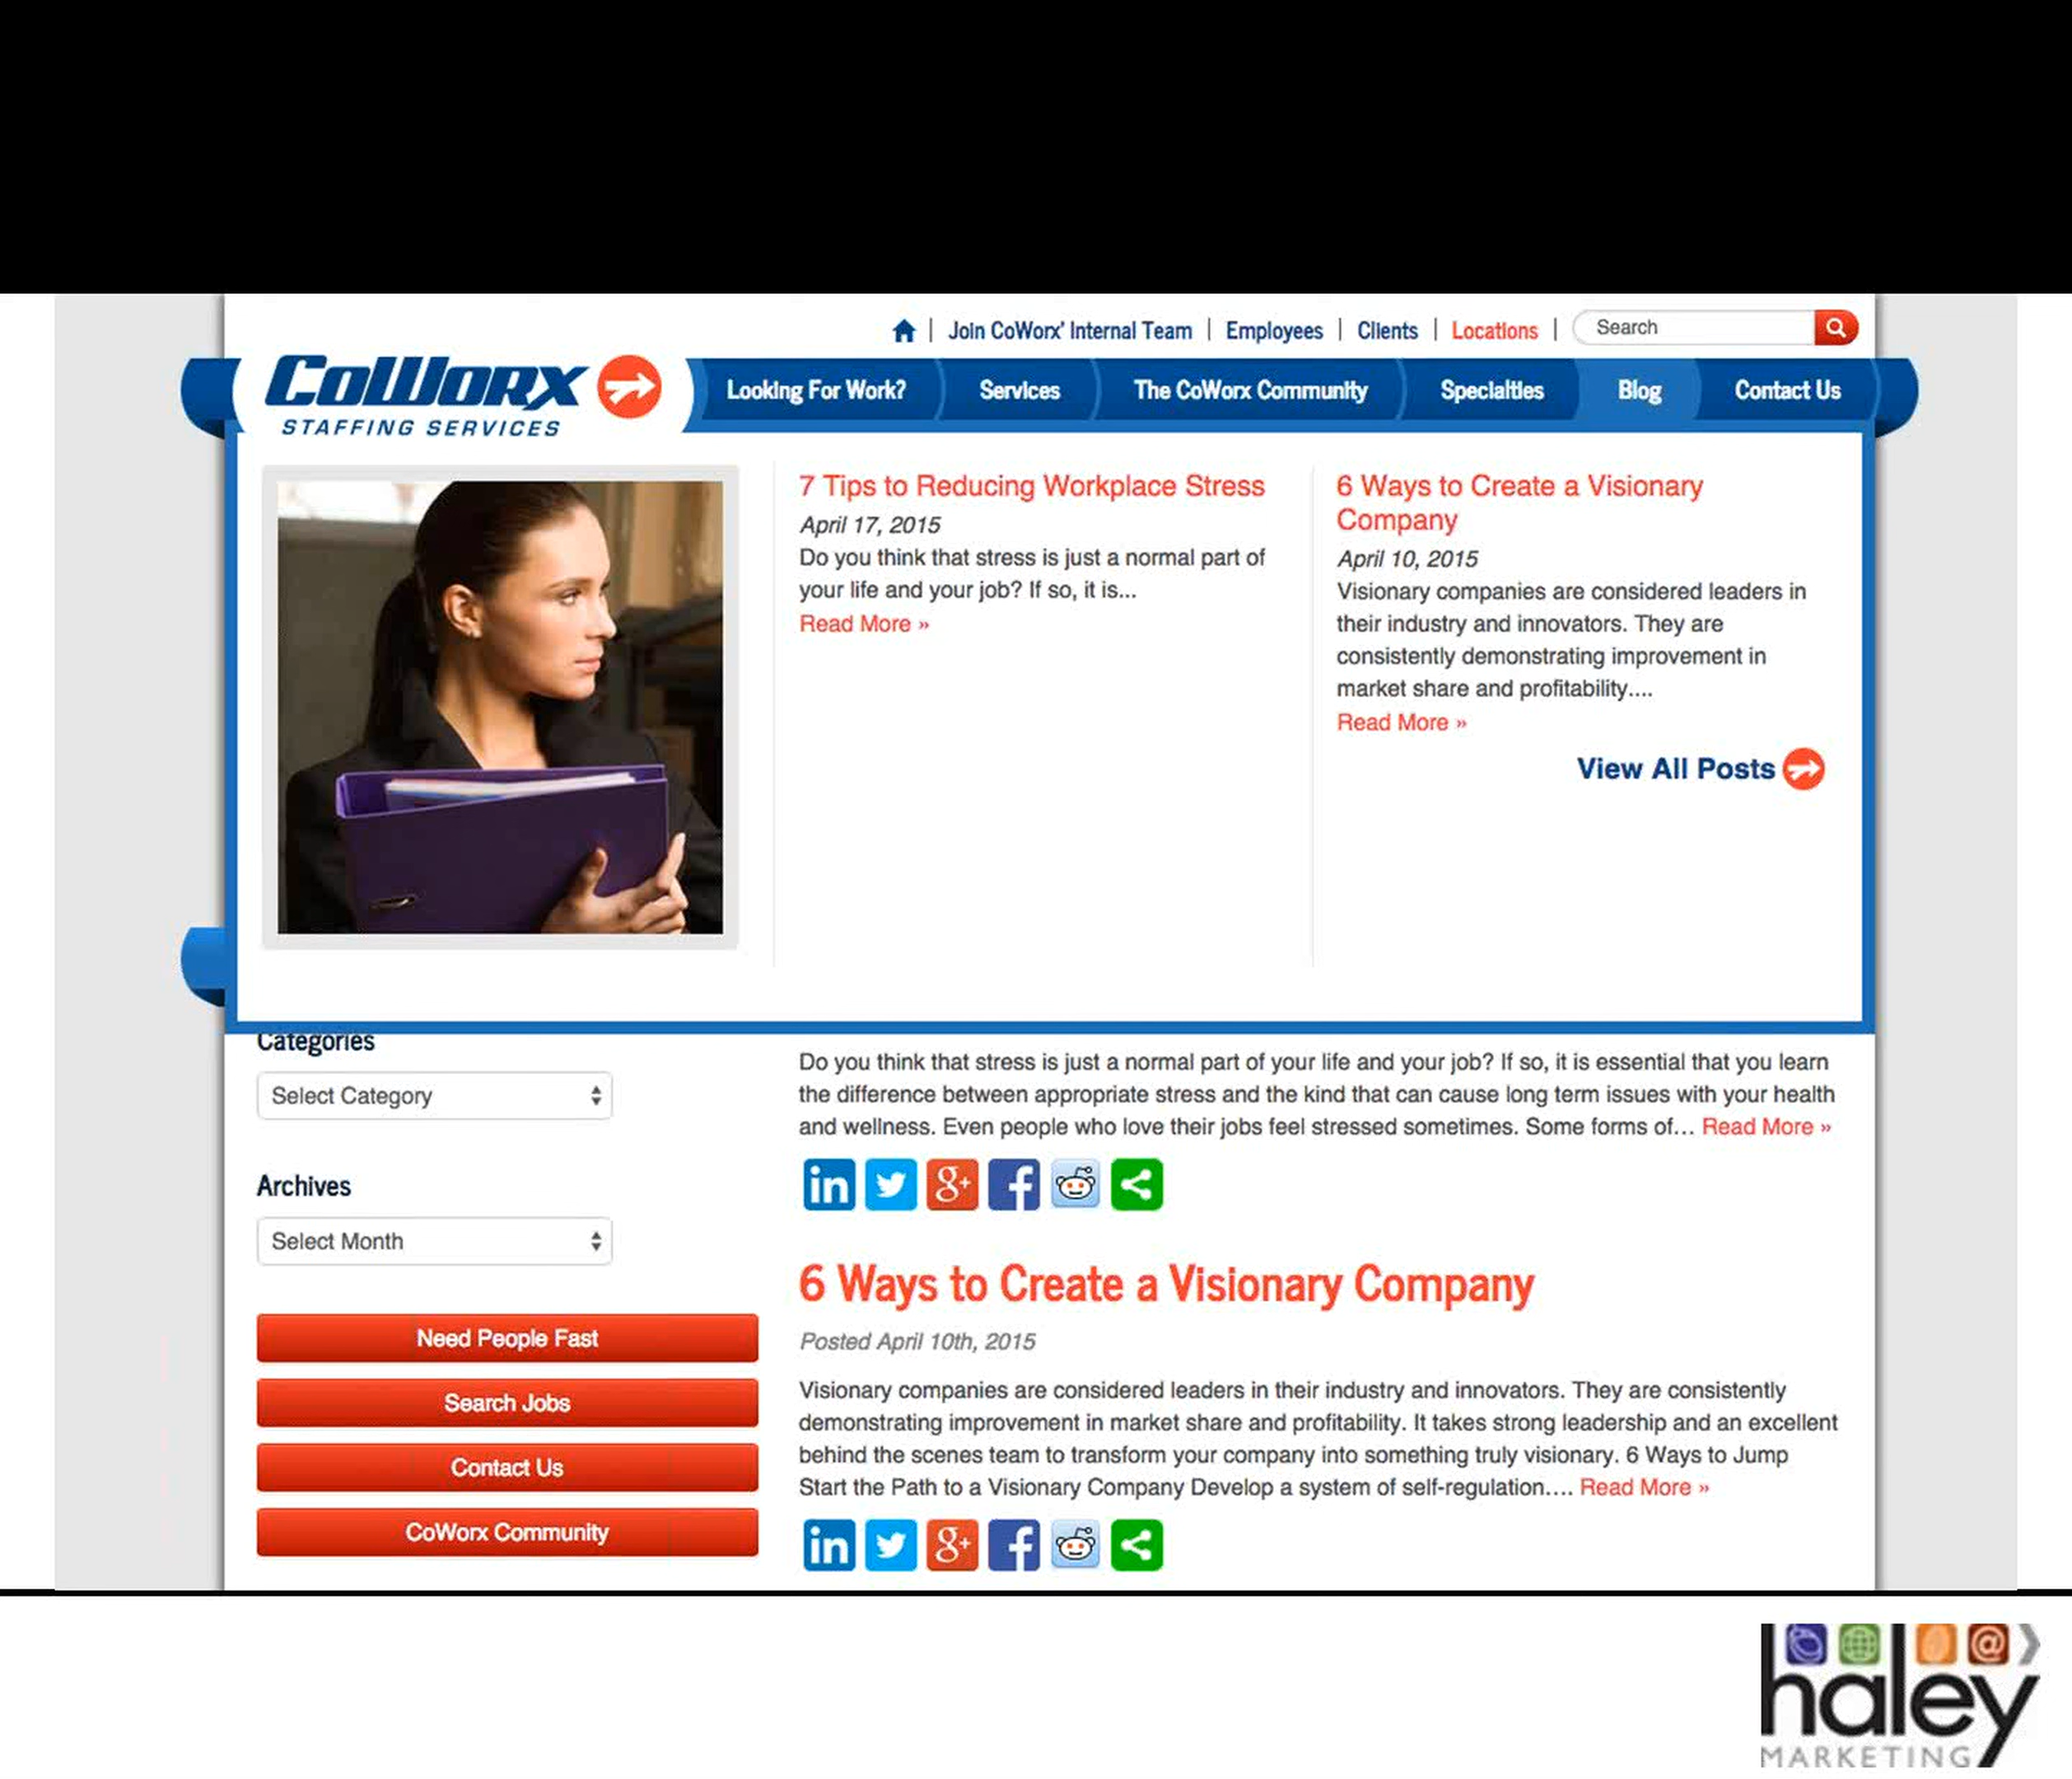 Join CoWorx' Internal Team | Employees | Clients | Locations | Search
CoWorx
STAFFING SERVICES
Looking For Work? Services The CoWorx Community Specialties Blog Contact Us
7 Tips to Reducing Workplace Stress
April 17, 2015
Do you think that stress is just a normal part of
your life and your job? If so, it is...
Read More »
6 Ways to Create a Visionary
Company
April 10, 2015
Visionary companies are considered leaders in
their industry and innovators. They are
consistently demonstrating improvement in
market share and profitability....
Read More »
View All Posts
Categories
Select Category
Archives
Select Month
Need People Fast
Search Jobs
Contact Us
CoWorx Community
Do you think that stress is just a normal part of your life and your job? If so, it is essential that you learn
the difference between appropriate stress and the kind that can cause long term issues with your health
and wellness. Even people who love their jobs feel stressed sometimes. Some forms of... Read More »
in g+ f
6 Ways to Create a Visionary Company
Posted April 10th, 2015
Visionary companies are considered leaders in their industry and innovators. They are consistently
demonstrating improvement in market share and profitability. It takes strong leadership and an excellent
behind the scenes team to transform your company into something truly visionary. 6 Ways to Jump
Start the Path to a Visionary Company Develop a system of self-regulation.... Read More »
in g+ f
@
haley
MARKETING